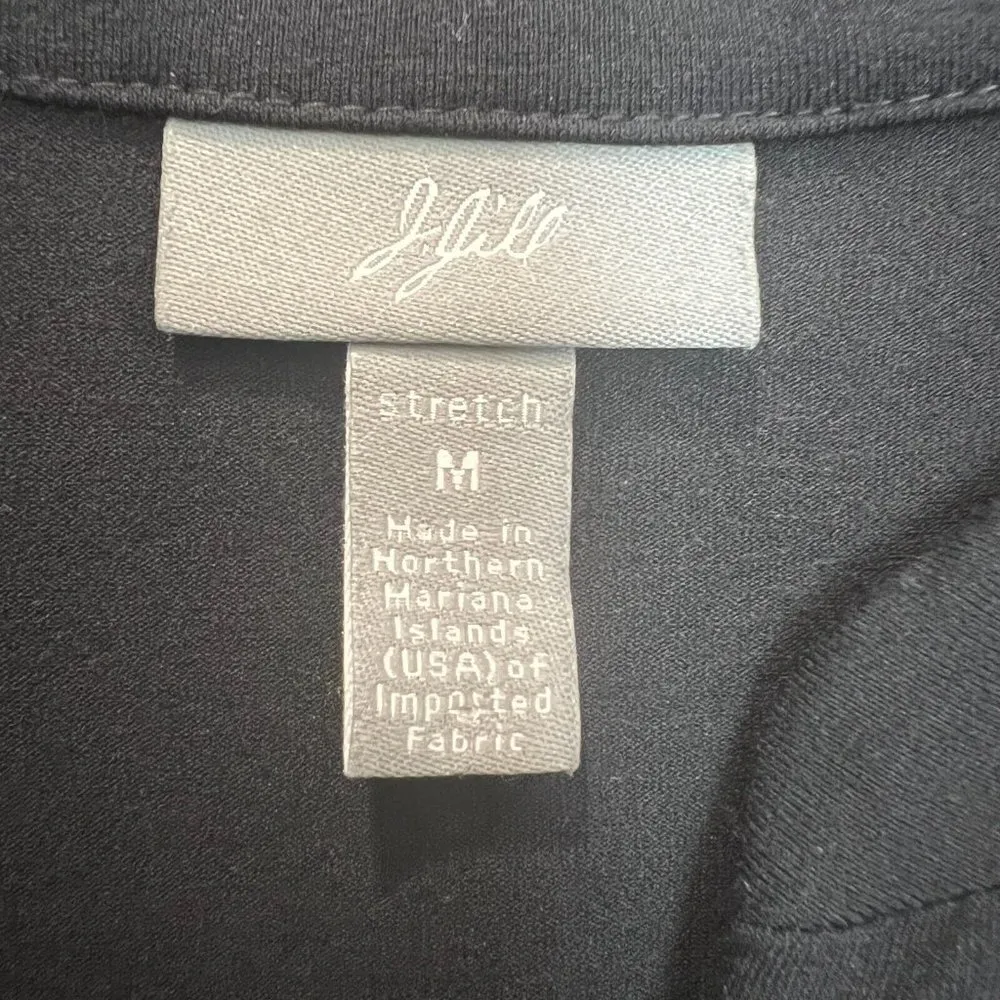 J.Jill
stretch
M
Made in
Northern
Mariana
Islands
(USA) of
Imported
Fabric